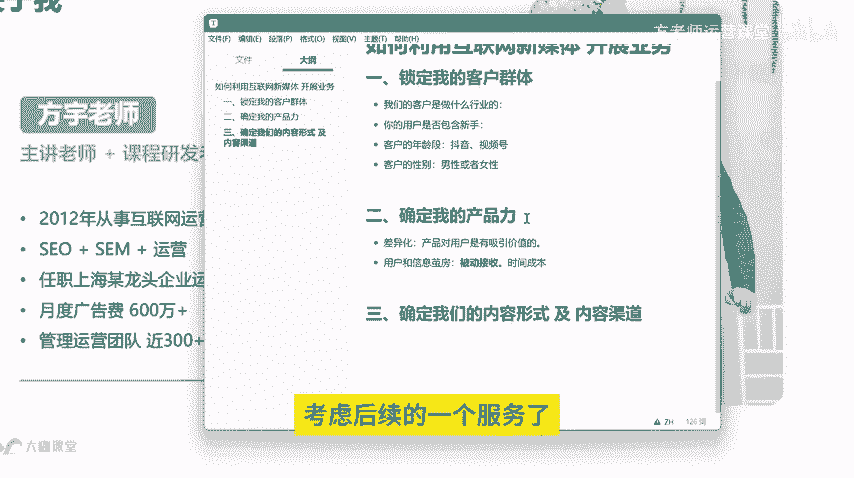 于我
方老师运营课堂
文件(F) 编辑(E) 段落(P) 格式(O) 视图(V) 主题(T) 帮助(H)
文件 大纲
如何利用互联网新媒体 开展业务
一、锁定我的客户群体
二、确定我的产品力
三、确定我们的内容形式 及
内容渠道
如何利用互联网新媒体 开展业务
一、锁定我的客户群体
我们的客户是做什么行业的：
你的用户是否包含新手：
客户的年龄段：抖音、视频号
客户的性别：男性或者女性
二、确定我的产品力
差异化：产品对用户是有吸引价值的。
用户和信息茧房：被动接收。时间成本
三、确定我们的内容形式 及 内容渠道
ZH 126 词
方宇老师
主讲老师 + 课程研发
2012年从事互联网运营
SEO + SEM + 运营
任职上海某龙头企业运
月度广告费 600万+
管理运营团队 近300+
考虑后续的一个服务了
课堂